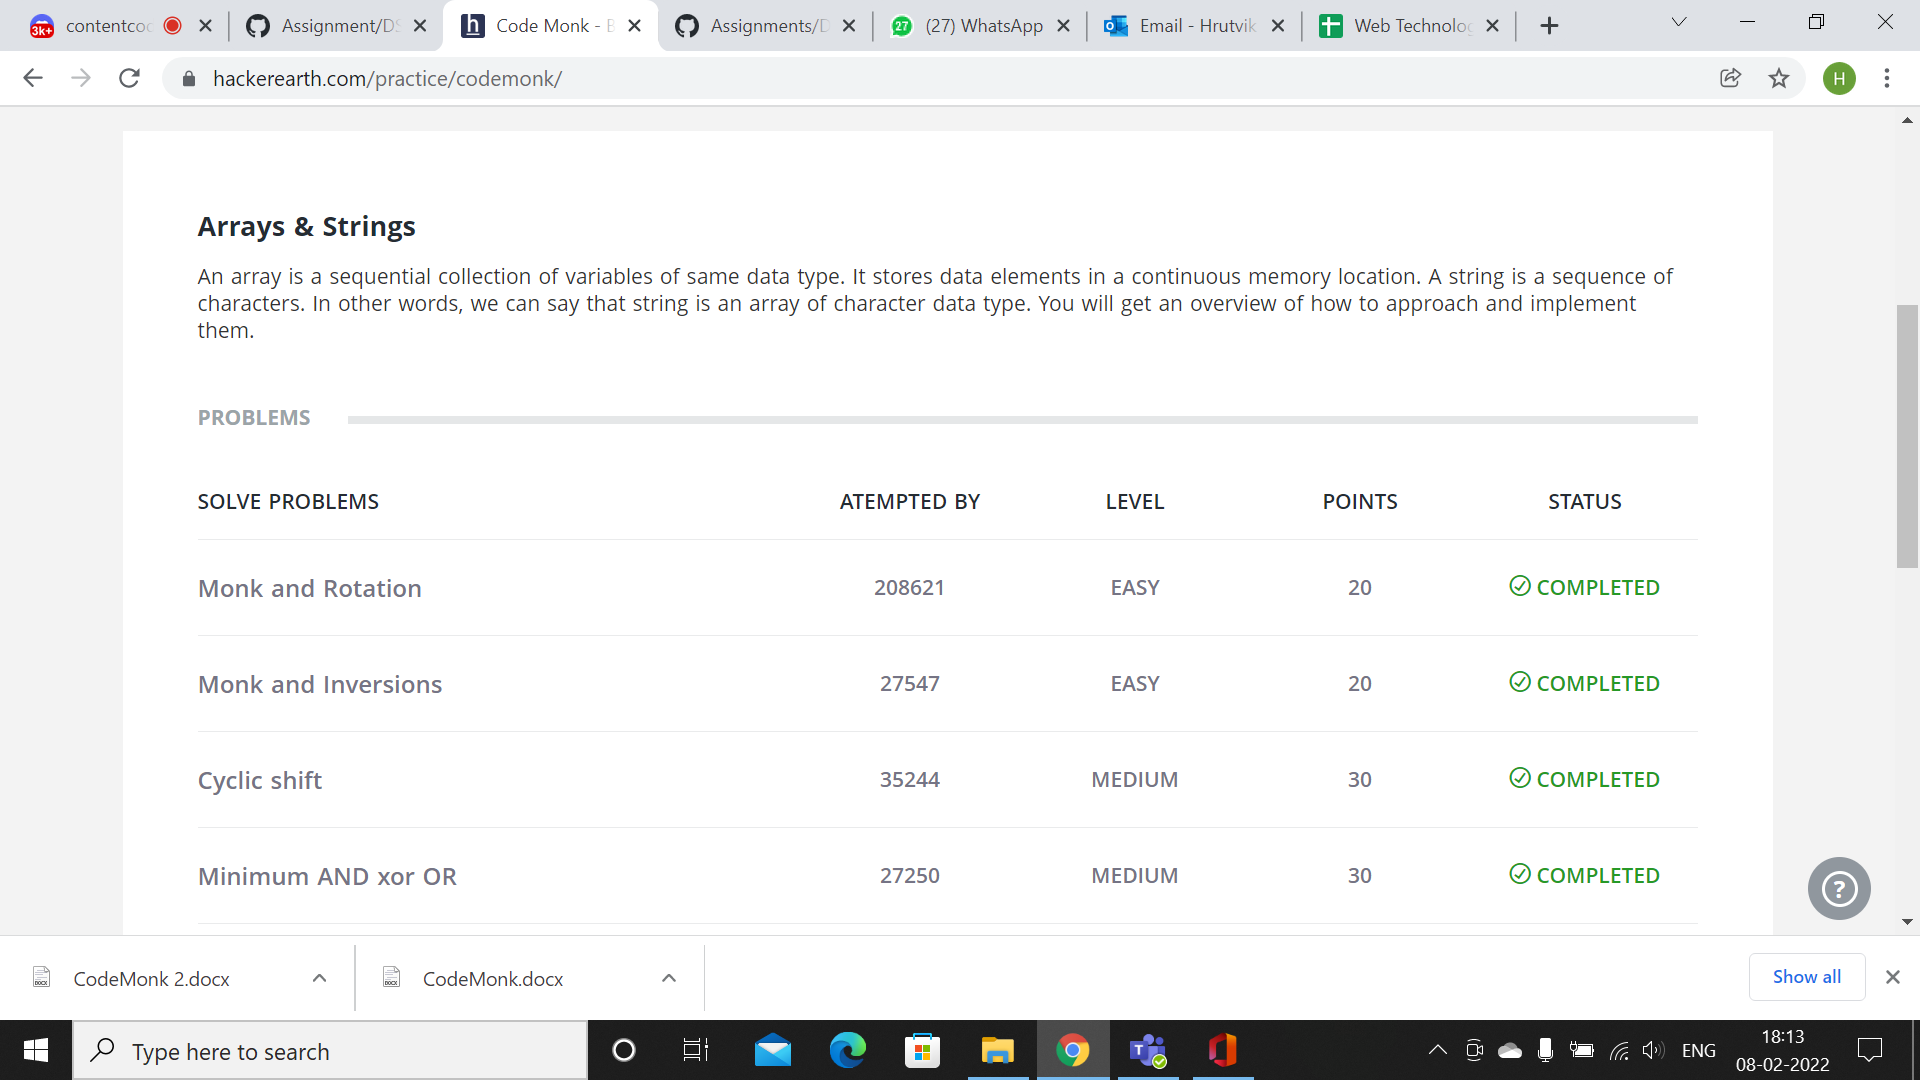 3K+ contentcoc
Assignment/DS
Code Monk - B
Assignments/D
27 (27) WhatsApp
Email - Hrutvik
Web Technolog
hackerearth.com/practice/codemonk/
H
Arrays & Strings
An array is a sequential collection of variables of same data type. It stores data elements in a continuous memory location. A string is a sequence of
characters. In other words, we can say that string is an array of character data type. You will get an overview of how to approach and implement
them.
PROBLEMS
SOLVE PROBLEMS ATEMPTED BY LEVEL POINTS STATUS
Monk and Rotation 208621 EASY 20 COMPLETED
Monk and Inversions 27547 EASY 20 COMPLETED
Cyclic shift 35244 MEDIUM 30 COMPLETED
Minimum AND xor OR 27250 MEDIUM 30 COMPLETED
?
CodeMonk 2.docx
CodeMonk.docx
Show all
Type here to search
ENG
18:13
08-02-2022